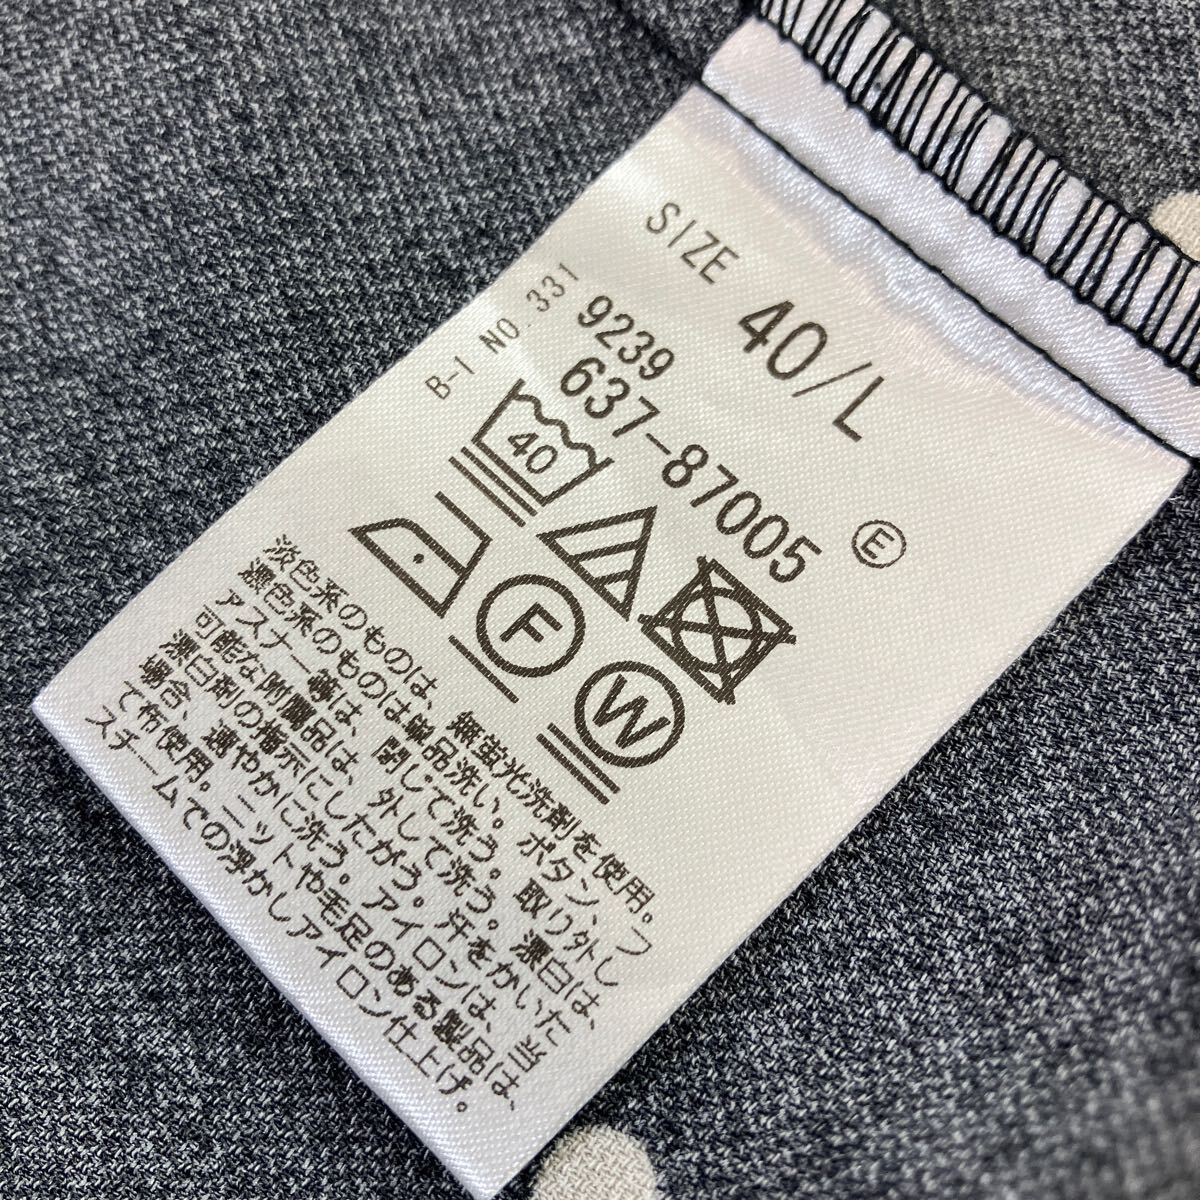 SIZE 40/L
9239
637-87005 E
B-1 NO.331
40
F
W
淡色系のものは、無蛍光洗剤を使用。
濃色系のものは単品洗い。ボタン、フ
ァスナー等は、閉じて洗う。取り外し
可能な附属品は、外して洗う。漂白は、
漂白剤の指示にしたがう。汗をかいた
場合、速やかに洗う。アイロンは、当
て布使用。ニットや毛足のある製品は、
スチームでの浮かしアイロン仕上げ。